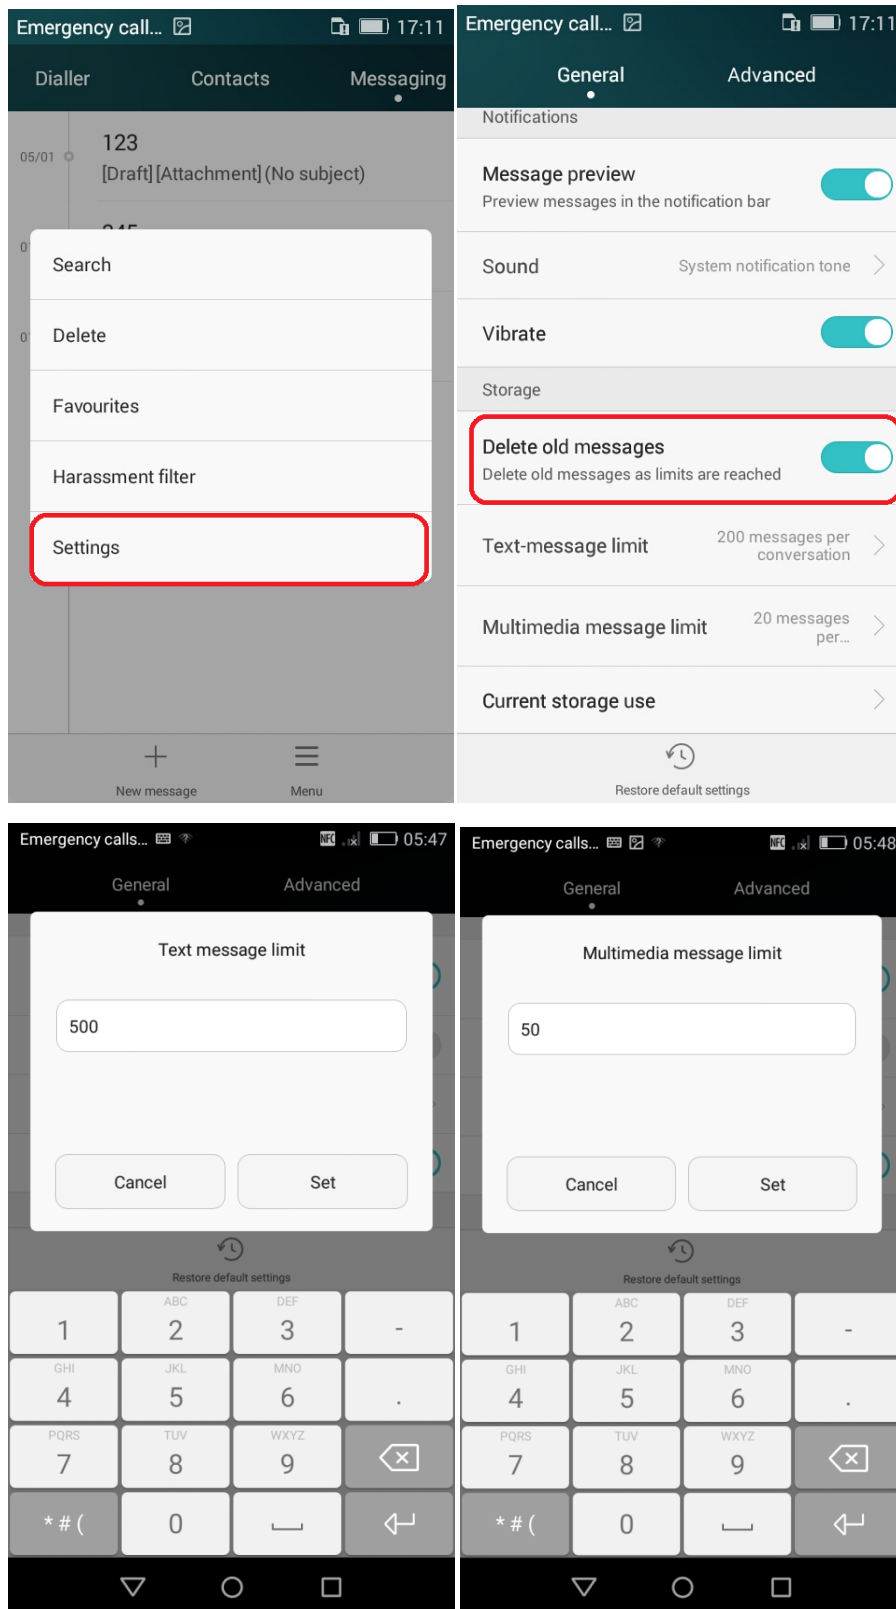 Emergency call... 17:11
Dialler Contacts Messaging
05/01 123
[Draft][Attachment](No subject)
Search
Delete
Favourites
Harassment filter
Settings
New message Menu
Emergency call... 17:11
General Advanced
Notifications
Message preview
Preview messages in the notification bar
Sound System notification tone
Vibrate
Storage
Delete old messages
Delete old messages as limits are reached
Text-message limit 200 messages per
conversation
Multimedia message limit 20 messages
per...
Current storage use
Restore default settings
Emergency calls... NFC 05:47
General Advanced
Text message limit
500
Cancel Set
Restore default settings
ABC DEF
1 2 3 -
GHI JKL MNO
4 5 6 .
PQRS TUV WXYZ
7 8 9
* # ( 0
Emergency calls... NFC 05:48
General Advanced
Multimedia message limit
50
Cancel Set
Restore default settings
ABC DEF
1 2 3 -
GHI JKL MNO
4 5 6 .
PQRS TUV WXYZ
7 8 9
* # ( 0